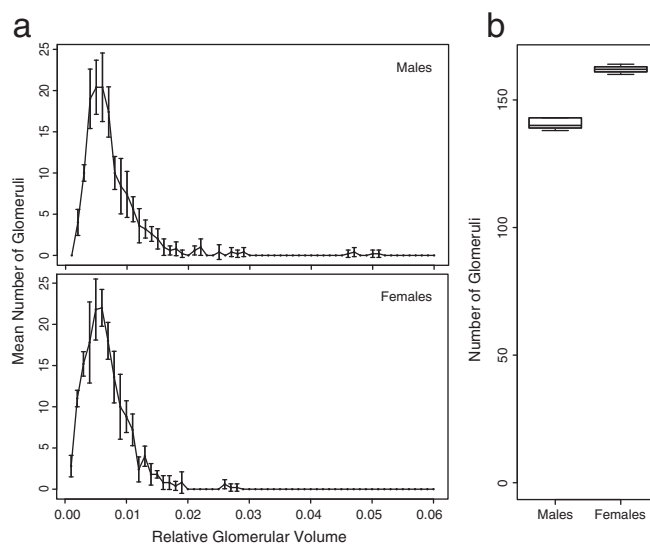 a
b
Males
25
20
15
10
5
0
Females
25
20
15
10
5
0
Mean Number of Glomeruli
0.00 0.01 0.02 0.03 0.04 0.05 0.06
Relative Glomerular Volume
150
100
50
0
Number of Glomeruli
Males Females